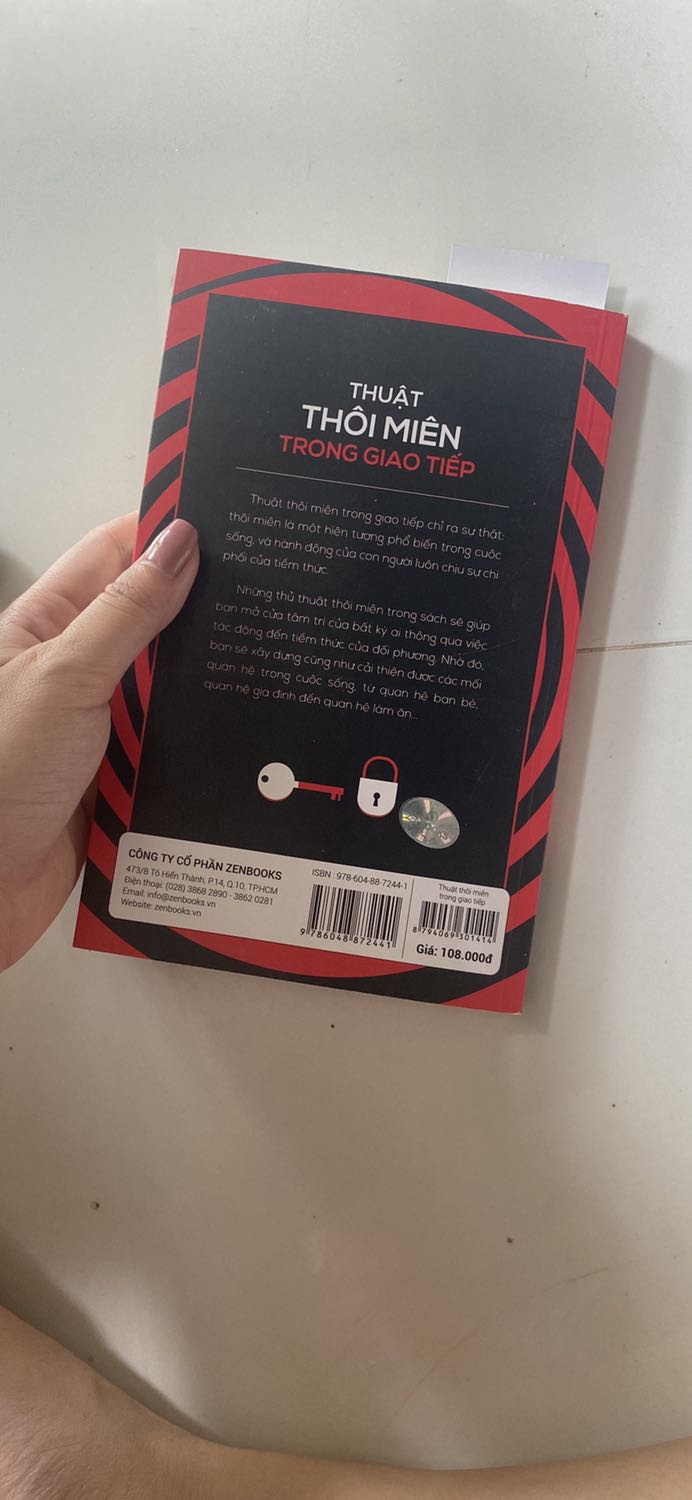 THUẬT
THÔI MIÊN
TRONG GIAO TIẾP
Thuật thôi miên trong giao tiếp chỉ ra sự thật:
thôi miên là một hiện tượng phổ biến trong cuộc
sống, và hành động của con người luôn chịu sự chi
phối của tiềm thức.
Những thủ thuật thôi miên trong sách sẽ giúp
bạn mở cửa tâm trí của bất kỳ ai thông qua việc
tác động đến tiềm thức của đối phương. Nhờ đó,
bạn sẽ xây dựng cũng như cải thiện được các mối
quan hệ trong cuộc sống, từ quan hệ bạn bè,
quan hệ gia đình đến quan hệ làm ăn...
CÔNG TY CỔ PHẦN ZENBOOKS
473/8 Tô Hiến Thành, P.14, Q.10, TP.HCM
Điện thoại: (028) 3868 2890 - 3862 0281
Email: info@zenbooks.vn
Website: zenbooks.vn
ISBN : 978-604-88-7244-1
9 786048 872441
Thuật thôi miên
trong giao tiếp
8 794069 301414
Giá: 108.000đ